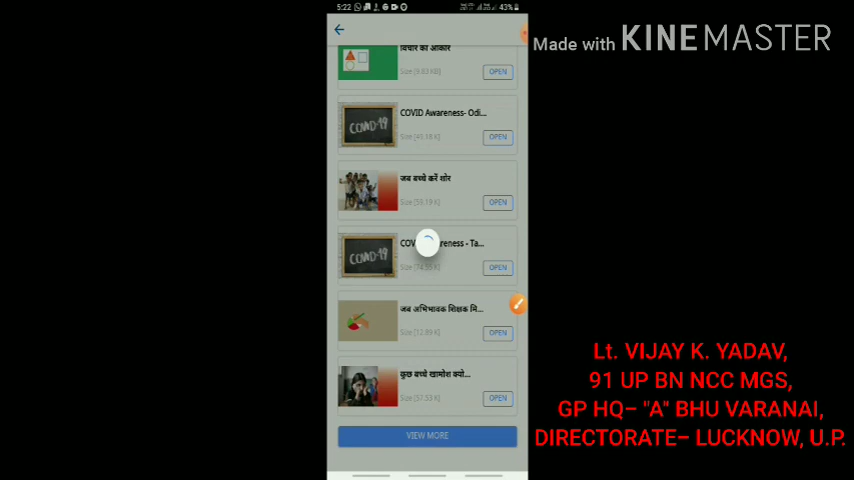 5:22
43%
Made with KINEMASTER
विचार का आकार
Size [9.83 KB]
OPEN
COVID Awareness- Odi...
Size [45.18 K]
OPEN
COVID-19
जब बच्चे करें शोर
Size [59.19 K]
OPEN
COVID-19
Size [74.55 K]
OPEN
जब अभिभावक शिक्षक मि...
Size [12.89 K]
OPEN
कुछ बच्चे खामोश क्यो...
Size [57.53 K]
OPEN
VIEW MORE
Lt. VIJAY K. YADAV,
91 UP BN NCC MGS,
GP HQ– "A" BHU VARANAI,
DIRECTORATE– LUCKNOW, U.P.